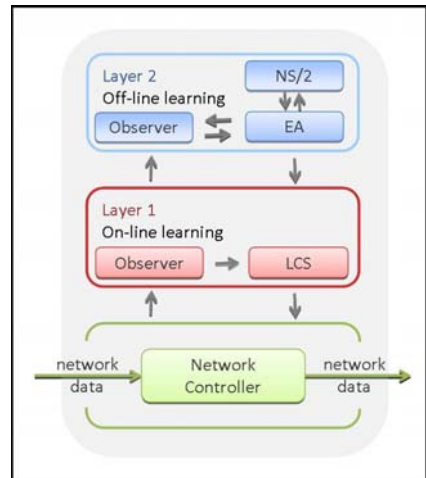 Layer 2
NS/2
Off-line learning
Observer
EA
Layer 1
On-line learning
Observer
LCS
network
data
Network
Controller
network
data